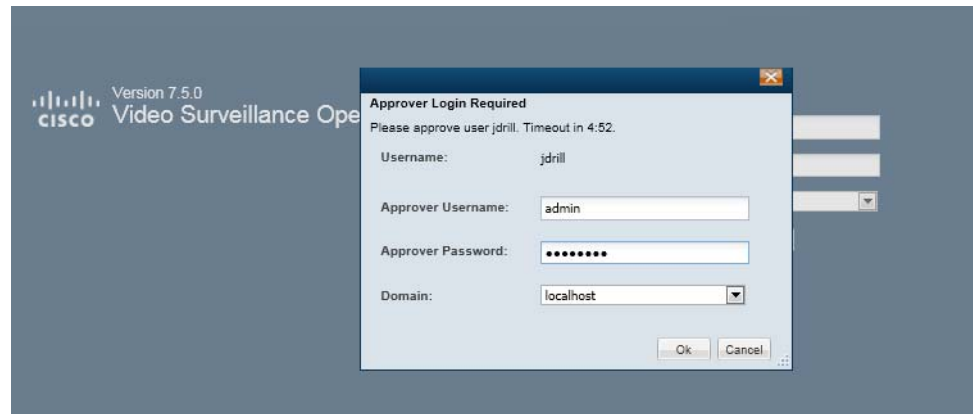 Version 7.5.0
cisco Video Surveillance Ope
Approver Login Required
Please approve user jdrill. Timeout in 4:52.
Username: jdrill
Approver Username: admin
Approver Password: ••••••••
Domain: localhost
Ok Cancel